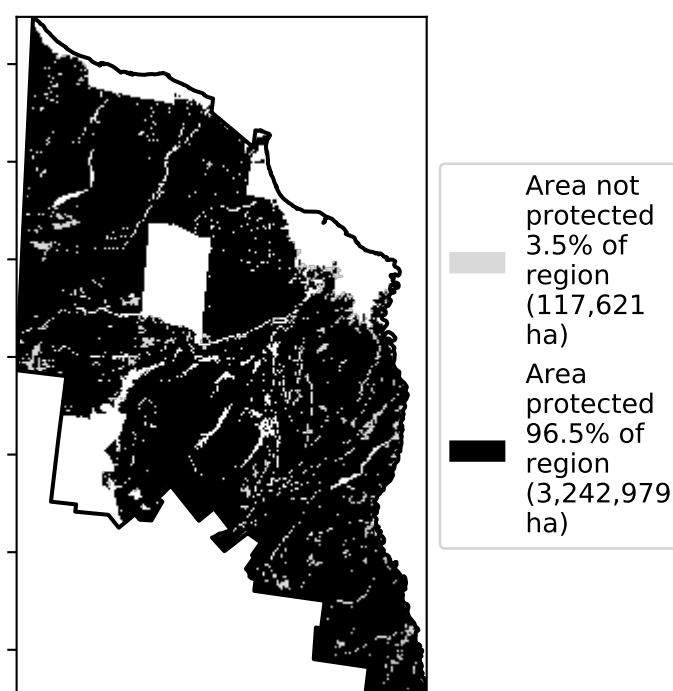 Area not
protected
3.5% of
region
(117,621
ha)
Area
protected
96.5% of
region
(3,242,979
ha)